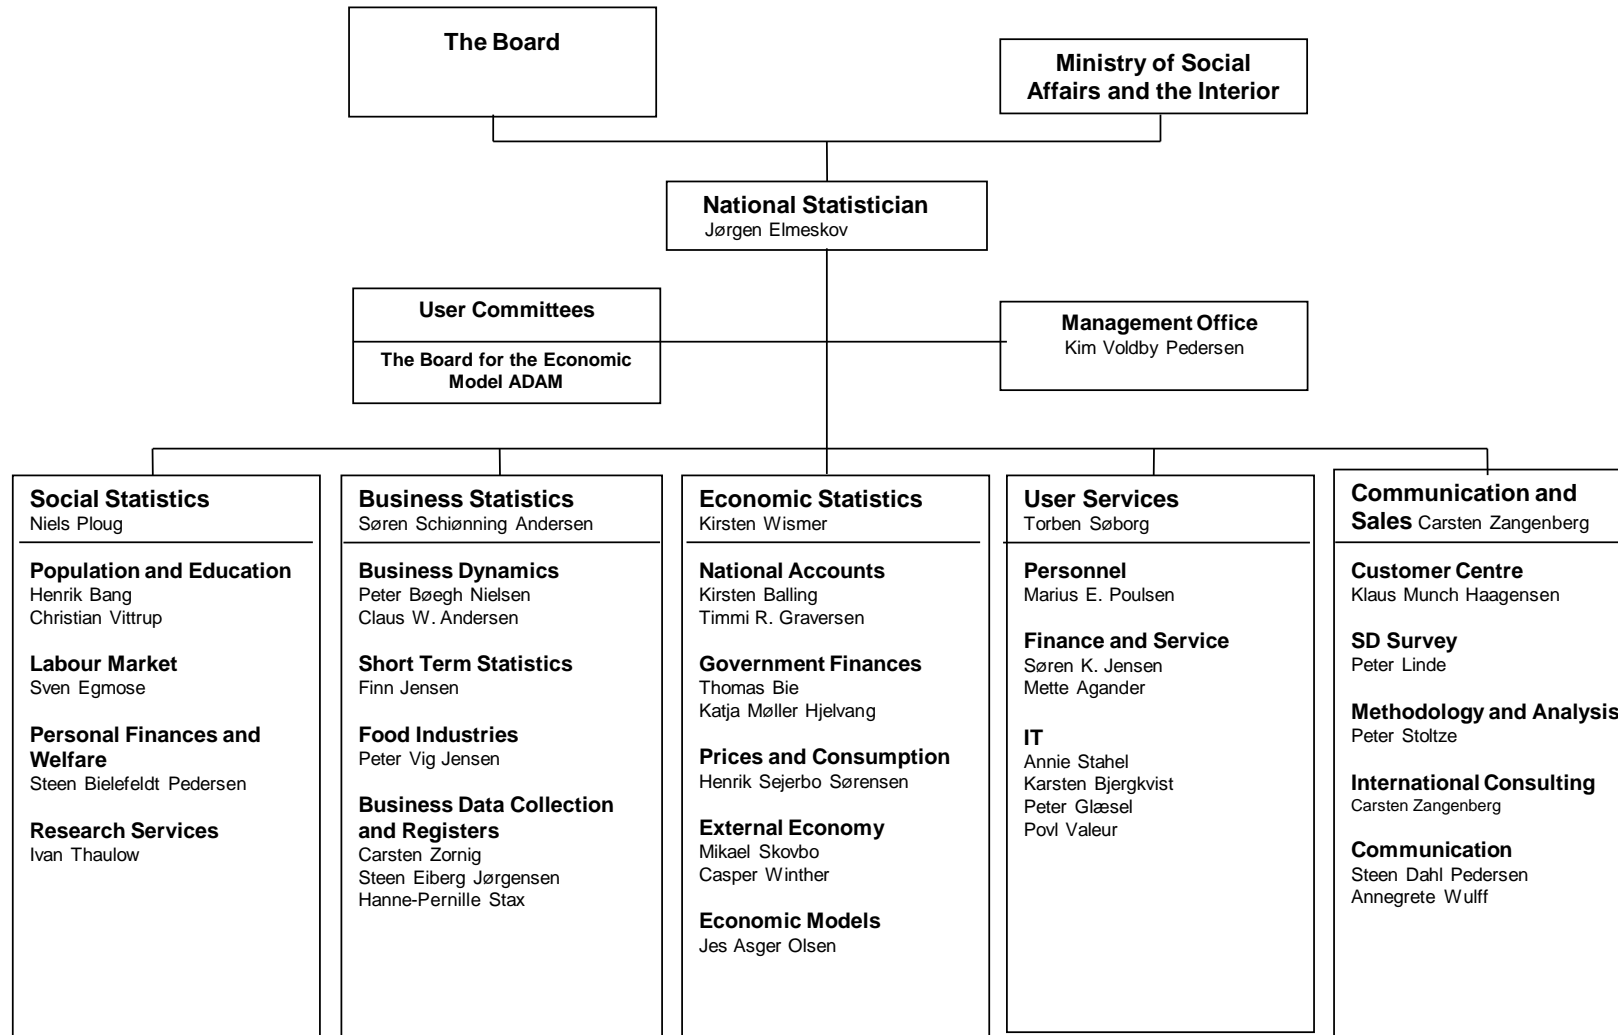 The Board
Ministry of Social
Affairs and the Interior
National Statistician
Jørgen Elmeskov
User Committees
The Board for the Economic
Model ADAM
Management Office
Kim Voldby Pedersen
Social Statistics
Niels Ploug
Population and Education
Henrik Bang
Christian Vittrup
Labour Market
Sven Egmose
Personal Finances and
Welfare
Steen Bielefeldt Pedersen
Research Services
Ivan Thaulow
Business Statistics
Søren Schiønning Andersen
Business Dynamics
Peter Bøegh Nielsen
Claus W. Andersen
Short Term Statistics
Finn Jensen
Food Industries
Peter Vig Jensen
Business Data Collection
and Registers
Carsten Zornig
Steen Eiberg Jørgensen
Hanne-Pernille Stax
Economic Statistics
Kirsten Wismer
National Accounts
Kirsten Balling
Timmi R. Graversen
Government Finances
Thomas Bie
Katja Møller Hjelvang
Prices and Consumption
Henrik Sejerbo Sørensen
External Economy
Mikael Skovbo
Casper Winther
Economic Models
Jes Asger Olsen
User Services
Torben Søborg
Personnel
Marius E. Poulsen
Finance and Service
Søren K. Jensen
Mette Agander
IT
Annie Stahel
Karsten Bjergkvist
Peter Glæsel
Povl Valeur
Communication and
Sales Carsten Zangenberg
Customer Centre
Klaus Munch Haagensen
SD Survey
Peter Linde
Methodology and Analysis
Peter Stoltze
International Consulting
Carsten Zangenberg
Communication
Steen Dahl Pedersen
Annegrete Wulff